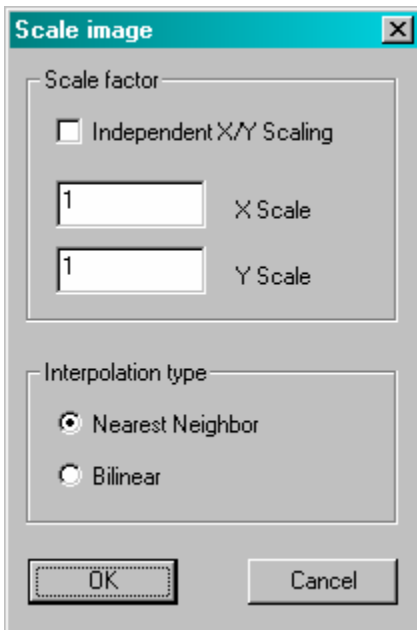 Scale image
Scale factor
Independent X/Y Scaling
1 X Scale
1 Y Scale
Interpolation type
Nearest Neighbor
Bilinear
OK Cancel